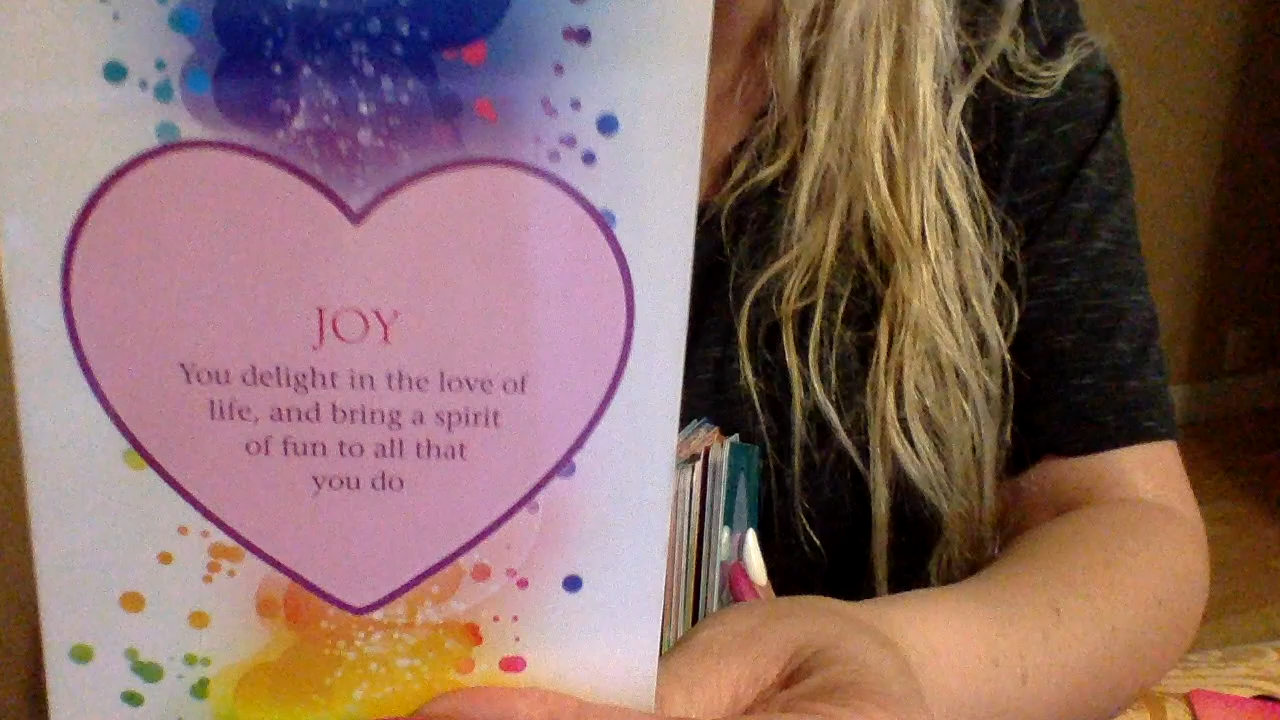 JOY
You delight in the love of
life, and bring a spirit
of fun to all that
you do